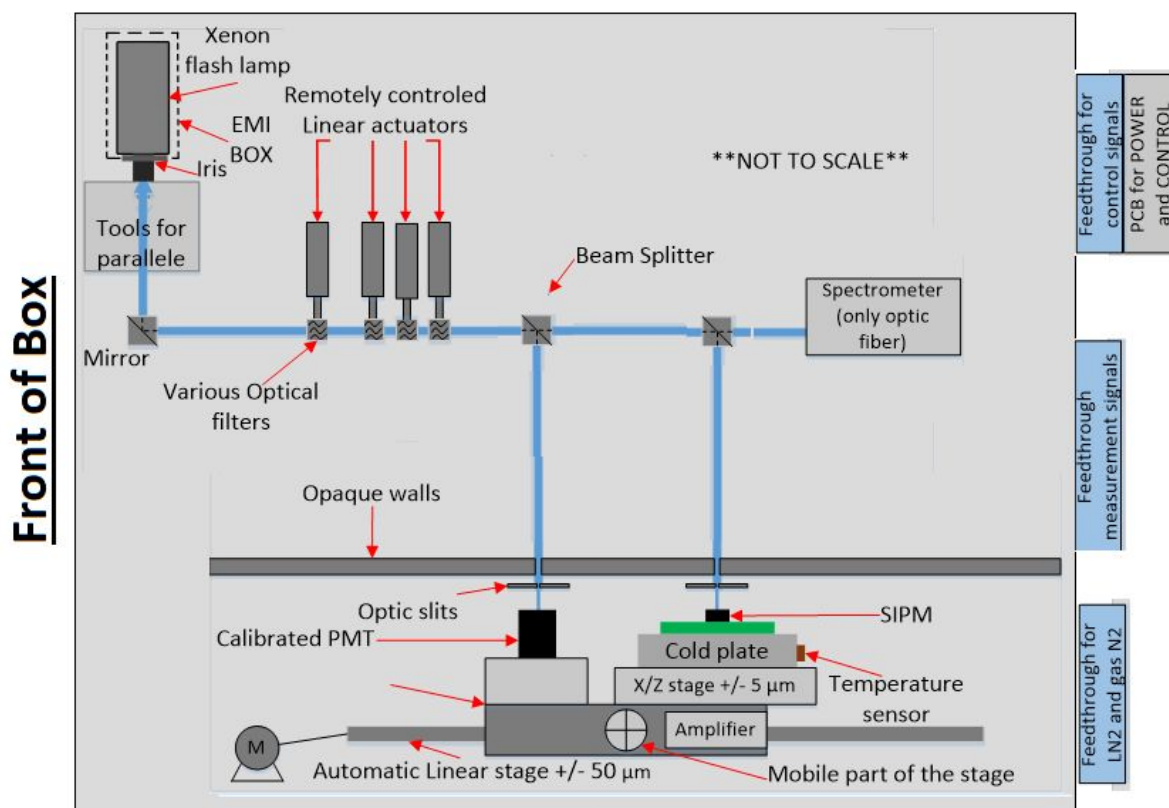 Front of Box
Xenon
flash lamp
EMI
BOX
Iris
Tools for
parallele
Mirror
Remotely controled
Linear actuators
**NOT TO SCALE**
Various Optical
filters
Beam Splitter
Spectrometer
(only optic
fiber)
Opaque walls
Optic slits
Calibrated PMT
SIPM
Cold plate
X/Z stage +/- 5 µm
Temperature
sensor
Amplifier
M
Automatic Linear stage +/- 50 µm
Mobile part of the stage
Feedthrough for
control signals
PCB for POWER
and CONTROL
Feedthrough
measurement signals
Feedthrough for
LN2 and gas N2